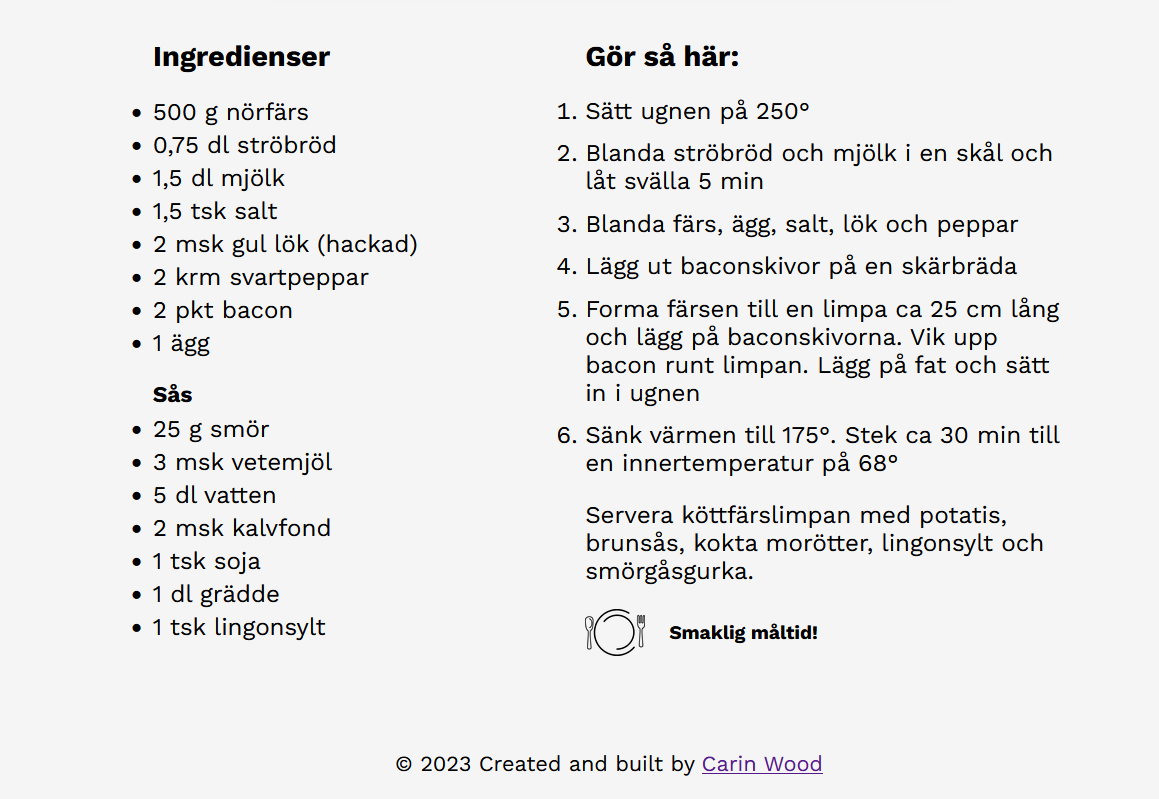 Ingredienser
• 500 g nörfärs
• 0,75 dl ströbröd
• 1,5 dl mjölk
• 1,5 tsk salt
• 2 msk gul lök (hackad)
• 2 krm svartpeppar
• 2 pkt bacon
• 1 ägg
Sås
• 25 g smör
• 3 msk vetemjöl
• 5 dl vatten
• 2 msk kalvfond
• 1 tsk soja
• 1 dl grädde
• 1 tsk lingonsylt
Gör så här:
1. Sätt ugnen på 250°
2. Blanda ströbröd och mjölk i en skål och
låt svälla 5 min
3. Blanda färs, ägg, salt, lök och peppar
4. Lägg ut baconskivor på en skärbräda
5. Forma färsen till en limpa ca 25 cm lång
och lägg på baconskivorna. Vik upp
bacon runt limpan. Lägg på fat och sätt
in i ugnen
6. Sänk värmen till 175°. Stek ca 30 min till
en innertemperatur på 68°
Servera köttfärslimpan med potatis,
brunsås, kokta morötter, lingonsylt och
smörgåsgurka.
Smaklig måltid!
© 2023 Created and built by Carin Wood